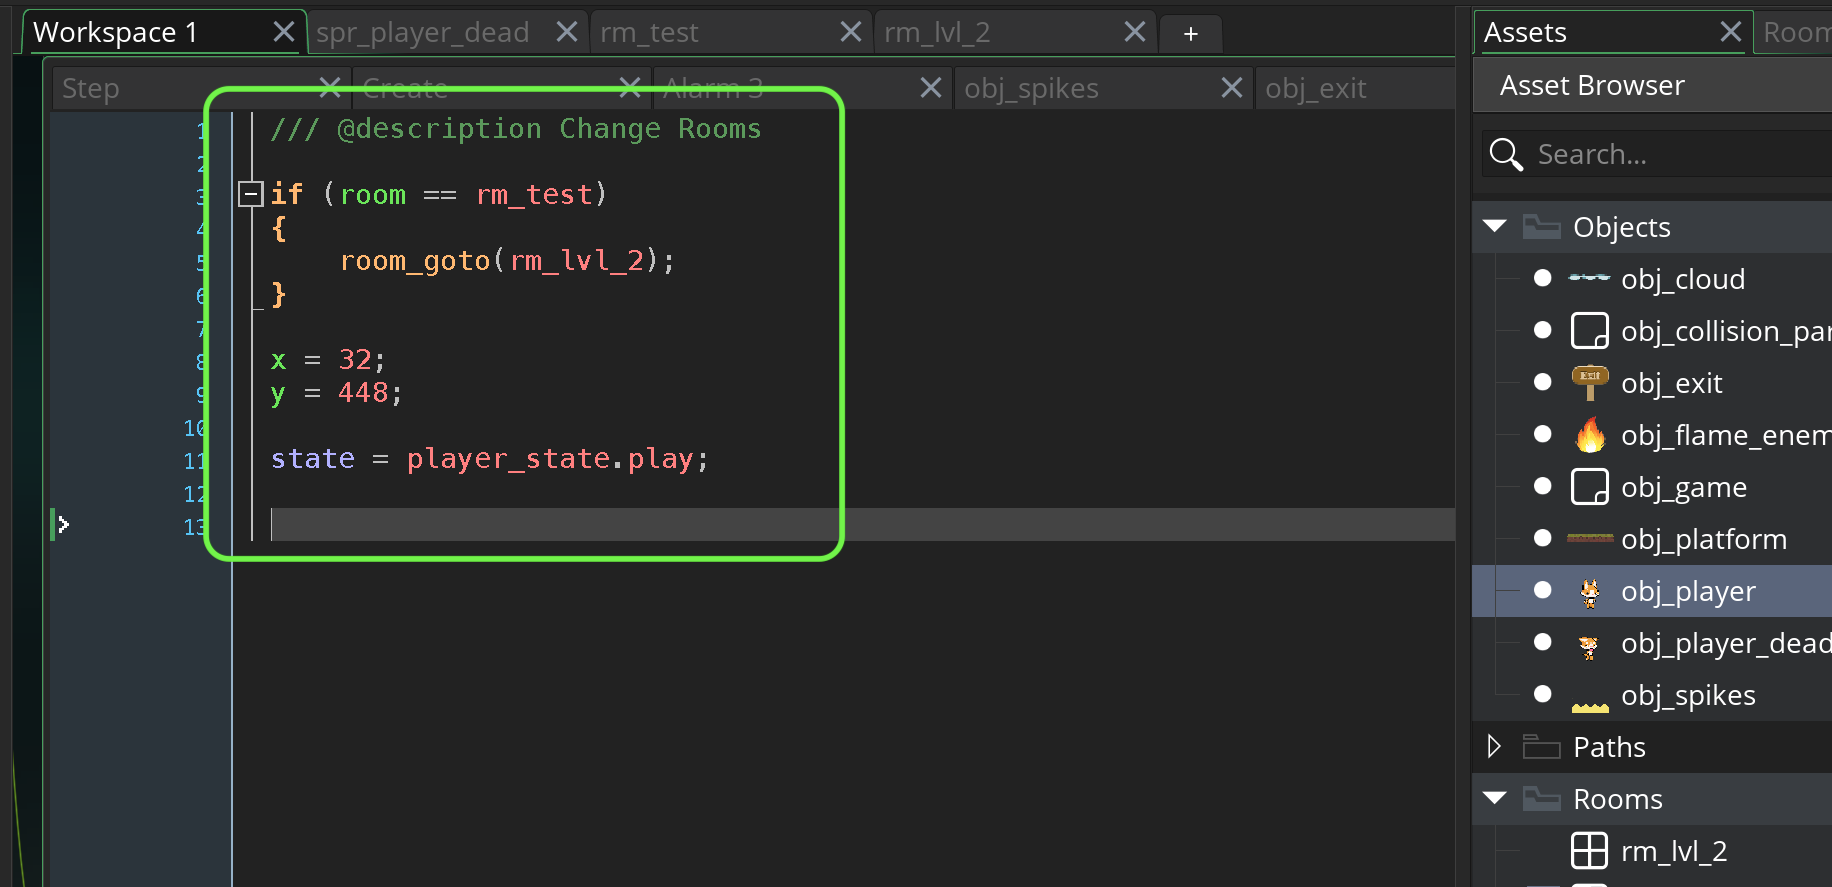 Workspace 1 spr_player_dead rm_test rm_lvl_2 + Assets Room
Step Create Alarm 3 obj_spikes obj_exit
Asset Browser
Search...
1 /// @description Change Rooms
2
3 if (room == rm_test)
4 {
5 room_goto(rm_lvl_2);
6 }
7
8 x = 32;
9 y = 448;
10
11 state = player_state.play;
12
13
Objects
obj_cloud
obj_collision_par
Exit
obj_exit
obj_flame_enem
obj_game
obj_platform
obj_player
obj_player_dead
obj_spikes
Paths
Rooms
rm_lvl_2